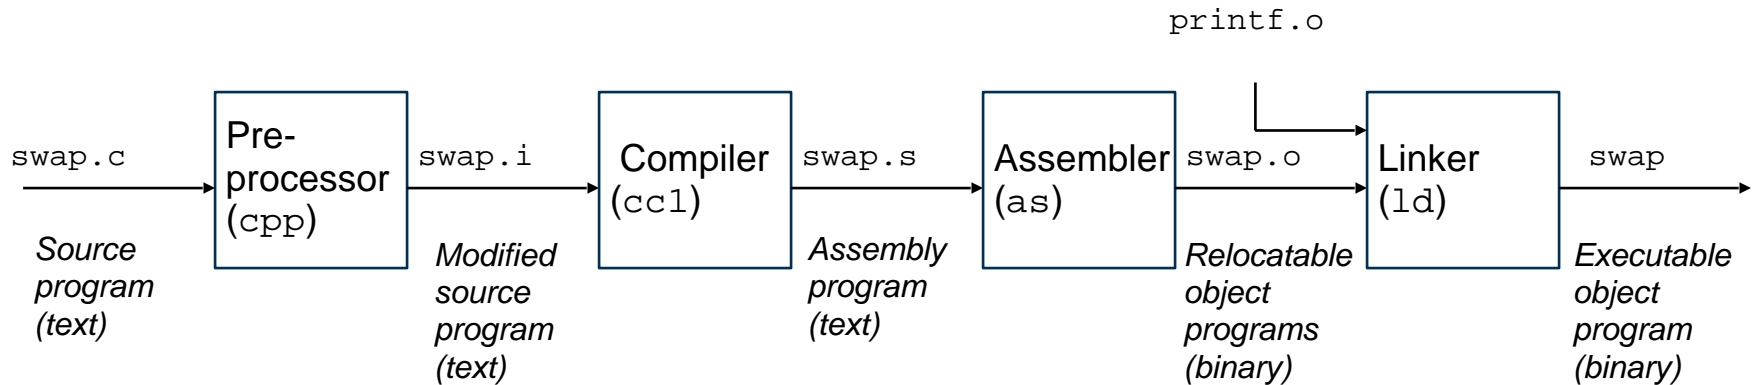 printf.o
swap.c
Pre-
processor
(cpp)
swap.i
Compiler
(cc1)
swap.s
Assembler
(as)
swap.o
Linker
(ld)
swap
Source
program
(text)
Modified
source
program
(text)
Assembly
program
(text)
Relocatable
object
programs
(binary)
Executable
object
program
(binary)